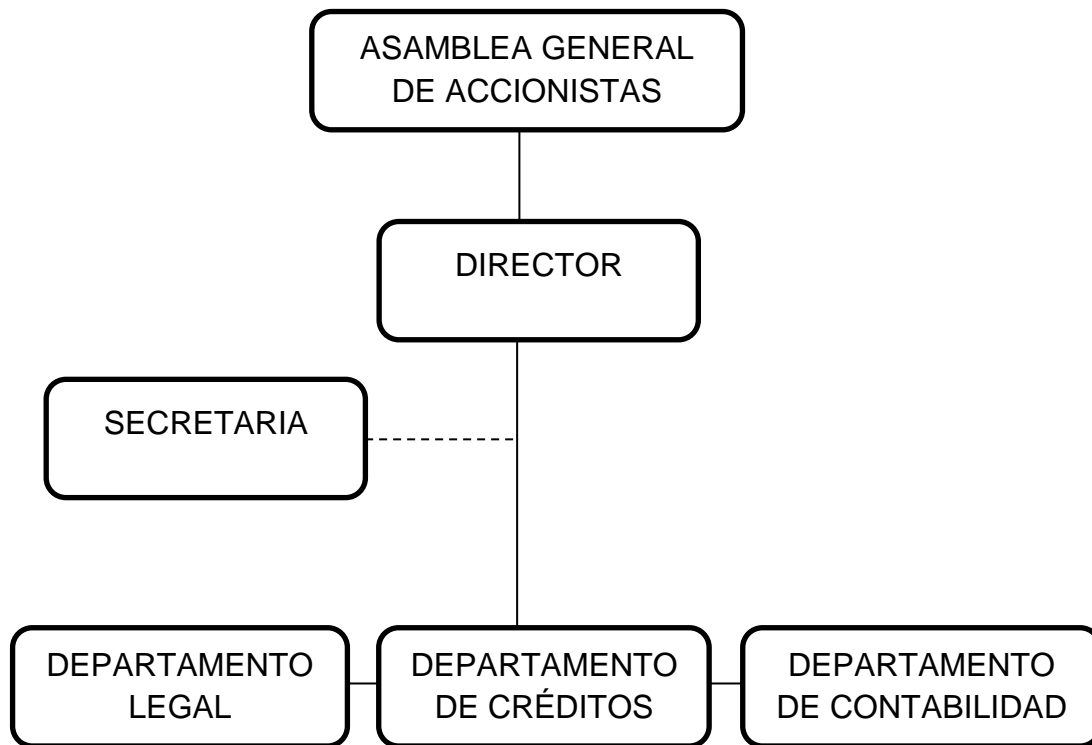 ASAMBLEA GENERAL
DE ACCIONISTAS
DIRECTOR
SECRETARIA
DEPARTAMENTO
LEGAL
DEPARTAMENTO
DE CRÉDITOS
DEPARTAMENTO
DE CONTABILIDAD